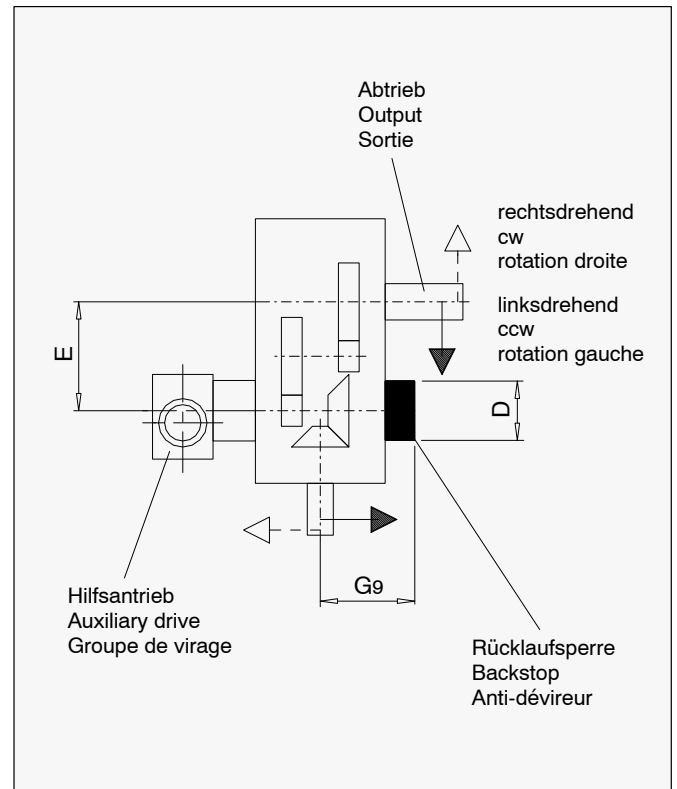 Abtrieb
Output
Sortie
rechtsdrehend
cw
rotation droite
linksdrehend
ccw
rotation gauche
E
D
G9
Hilfsantrieb
Auxiliary drive
Groupe de virage
Rücklaufsperre
Backstop
Anti-dévireur